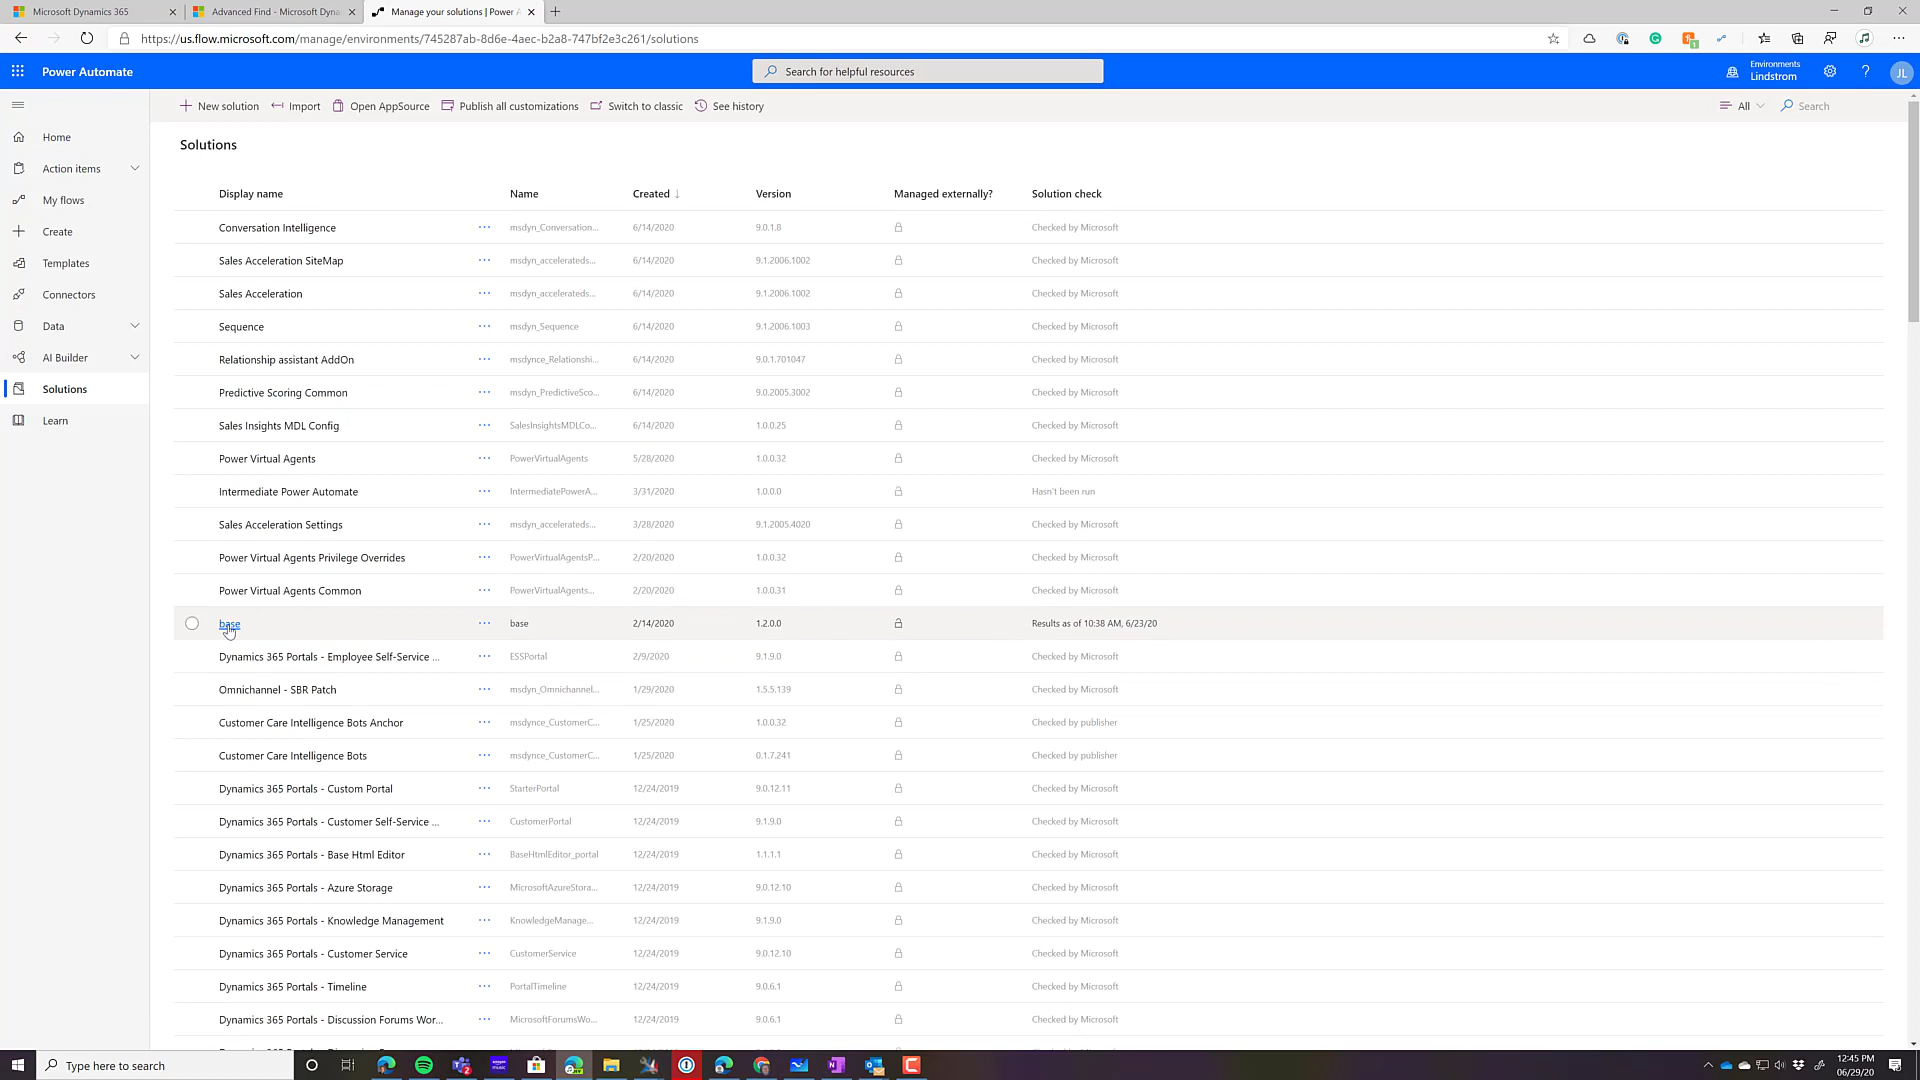 Microsoft Dynamics 365
Advanced Find - Microsoft Dyna
Manage your solutions | Power A
https://us.flow.microsoft.com/manage/environments/745287ab-8d6e-4aec-b2a8-747bf2e3c261/solutions
Power Automate
Search for helpful resources
Environments
Lindstrom
JL
New solution
Import
Open AppSource
Publish all customizations
Switch to classic
See history
All
Search
Home
Action items
My flows
Create
Templates
Connectors
Data
AI Builder
Solutions
Learn
Solutions
Display name Name Created Version Managed externally? Solution check
Conversation Intelligence ··· msdyn_Conversation... 6/14/2020 9.0.1.8 Checked by Microsoft
Sales Acceleration SiteMap ··· msdyn_accelerateds... 6/14/2020 9.1.2006.1002 Checked by Microsoft
Sales Acceleration ··· msdyn_accelerateds... 6/14/2020 9.1.2006.1002 Checked by Microsoft
Sequence ··· msdyn_Sequence 6/14/2020 9.1.2006.1003 Checked by Microsoft
Relationship assistant AddOn ··· msdynce_Relationshi... 6/14/2020 9.0.1.701047 Checked by Microsoft
Predictive Scoring Common ··· msdyn_PredictiveSco... 6/14/2020 9.0.2005.3002 Checked by Microsoft
Sales Insights MDL Config ··· SalesInsightsMDLCo... 6/14/2020 1.0.0.25 Checked by Microsoft
Power Virtual Agents ··· PowerVirtualAgents 5/28/2020 1.0.0.32 Checked by Microsoft
Intermediate Power Automate ··· IntermediatePowerA... 3/31/2020 1.0.0.0 Hasn't been run
Sales Acceleration Settings ··· msdyn_accelerateds... 3/28/2020 9.1.2005.4020 Checked by Microsoft
Power Virtual Agents Privilege Overrides ··· PowerVirtualAgentsP... 2/20/2020 1.0.0.32 Checked by Microsoft
Power Virtual Agents Common ··· PowerVirtualAgents... 2/20/2020 1.0.0.31 Checked by Microsoft
base ··· base 2/14/2020 1.2.0.0 Results as of 10:38 AM, 6/23/20
Dynamics 365 Portals - Employee Self-Service ... ··· ESSPortal 2/9/2020 9.1.9.0 Checked by Microsoft
Omnichannel - SBR Patch ··· msdyn_Omnichannel... 1/29/2020 1.5.5.139 Checked by Microsoft
Customer Care Intelligence Bots Anchor ··· msdynce_CustomerC... 1/25/2020 1.0.0.32 Checked by publisher
Customer Care Intelligence Bots ··· msdynce_CustomerC... 1/25/2020 0.1.7.241 Checked by publisher
Dynamics 365 Portals - Custom Portal ··· StarterPortal 12/24/2019 9.0.12.11 Checked by Microsoft
Dynamics 365 Portals - Customer Self-Service ... ··· CustomerPortal 12/24/2019 9.1.9.0 Checked by Microsoft
Dynamics 365 Portals - Base Html Editor ··· BaseHtmlEditor_portal 12/24/2019 1.1.1.1 Checked by Microsoft
Dynamics 365 Portals - Azure Storage ··· MicrosoftAzureStora... 12/24/2019 9.0.12.10 Checked by Microsoft
Dynamics 365 Portals - Knowledge Management ··· KnowledgeManage... 12/24/2019 9.1.9.0 Checked by Microsoft
Dynamics 365 Portals - Customer Service ··· CustomerService 12/24/2019 9.0.12.10 Checked by Microsoft
Dynamics 365 Portals - Timeline ··· PortalTimeline 12/24/2019 9.0.6.1 Checked by Microsoft
Dynamics 365 Portals - Discussion Forums Wor... ··· MicrosoftForumsWo... 12/24/2019 9.0.6.1 Checked by Microsoft
Type here to search
12:45 PM
06/29/20